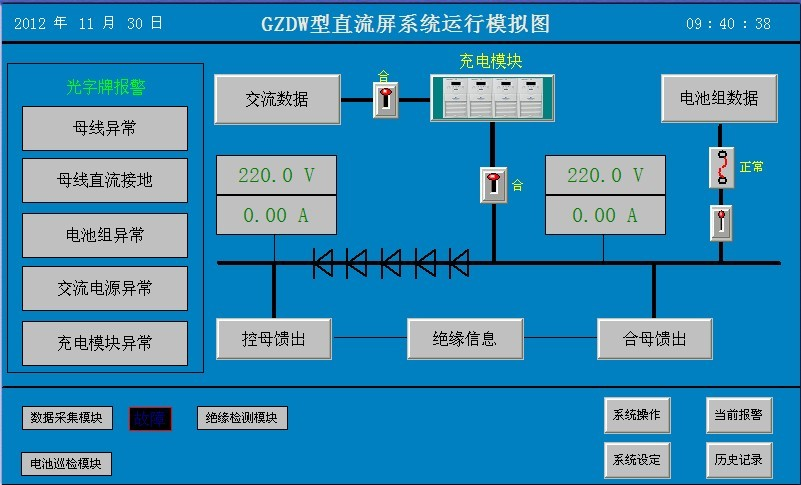 2012 年 11 月 30 日
GZDW型直流屏系统运行模拟图
09:40:38
光字牌报警
母线异常
母线直流接地
电池组异常
交流电源异常
充电模块异常
交流数据
合
充电模块
电池组数据
220.0 V
0.00 A
合
220.0 V
0.00 A
正常
控母馈出
绝缘信息
合母馈出
数据采集模块
故障
绝缘检测模块
电池巡检模块
系统操作
当前报警
系统设定
历史记录